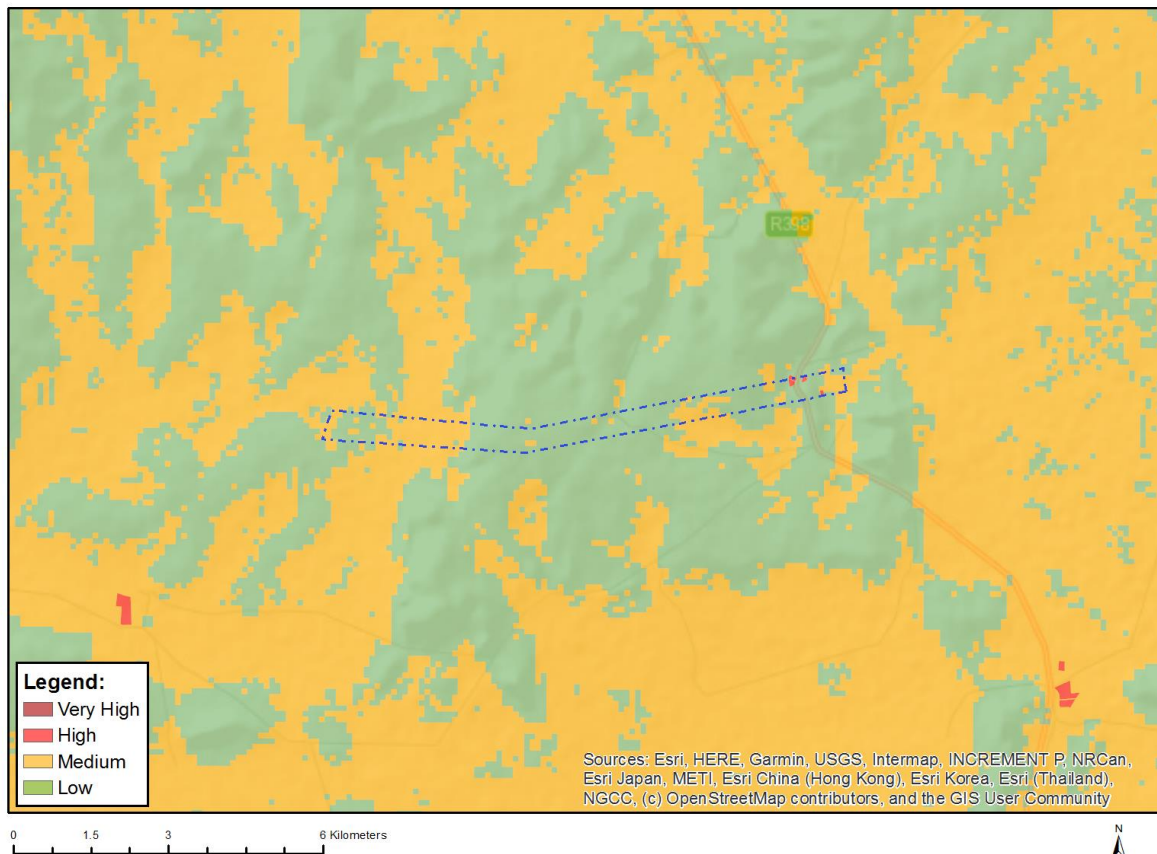 R398
Legend:
Very High
High
Medium
Low
Sources: Esri, HERE, Garmin, USGS, Intermap, INCREMENT P, NRCan,
Esri Japan, METI, Esri China (Hong Kong), Esri Korea, Esri (Thailand),
NGCC, (c) OpenStreetMap contributors, and the GIS User Community
0 1.5 3 6 Kilometers
N